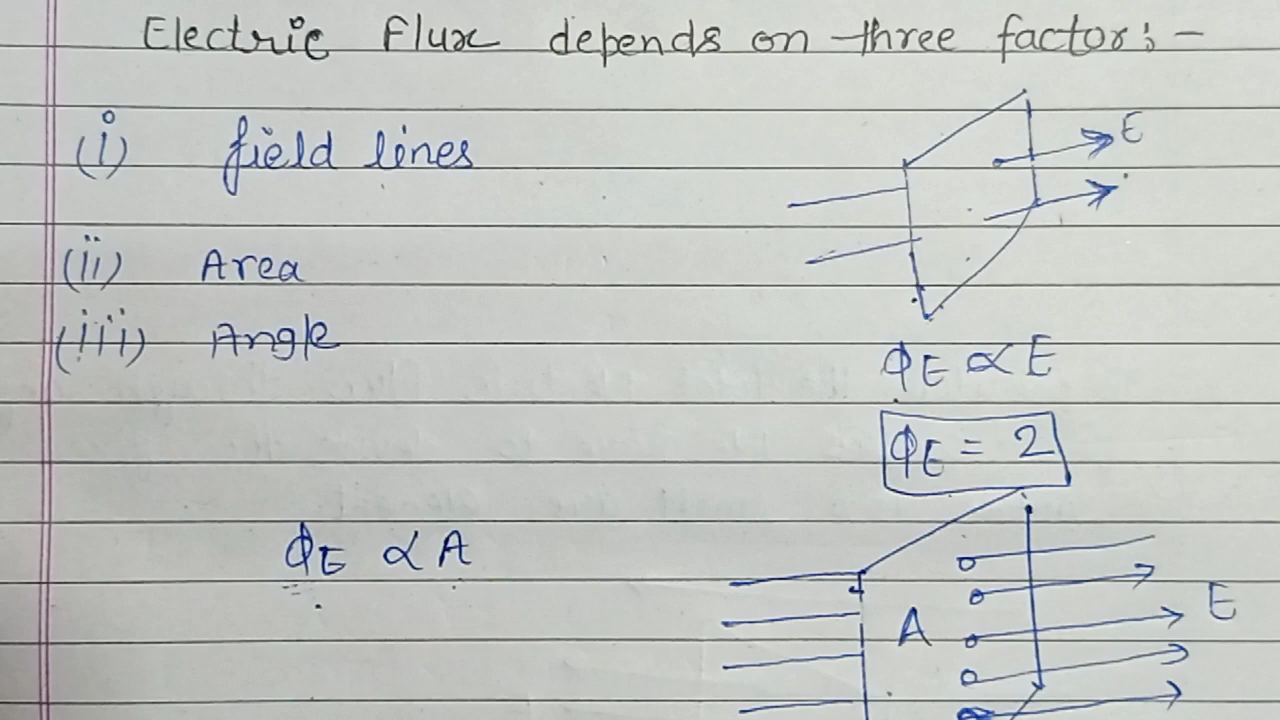 Electric Flux depends on three factor:-
(i) field lines
E
(ii) Area
(iii) Angle
ΦE ∝ E
ΦE = 2
ΦE ∝ A
A
E